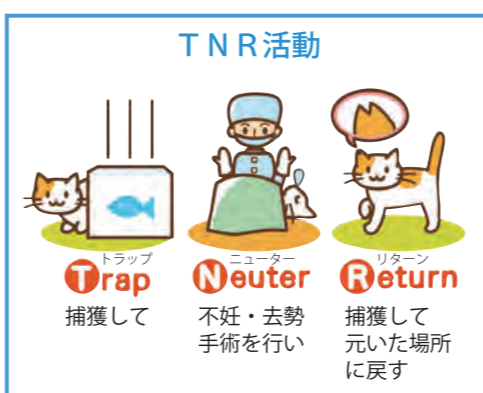 TNR活動
トラップ
Trap
捕獲して
ニューター
Neuter
不妊・去勢
手術を行い
リターン
Return
捕獲して
元いた場所
に戻す